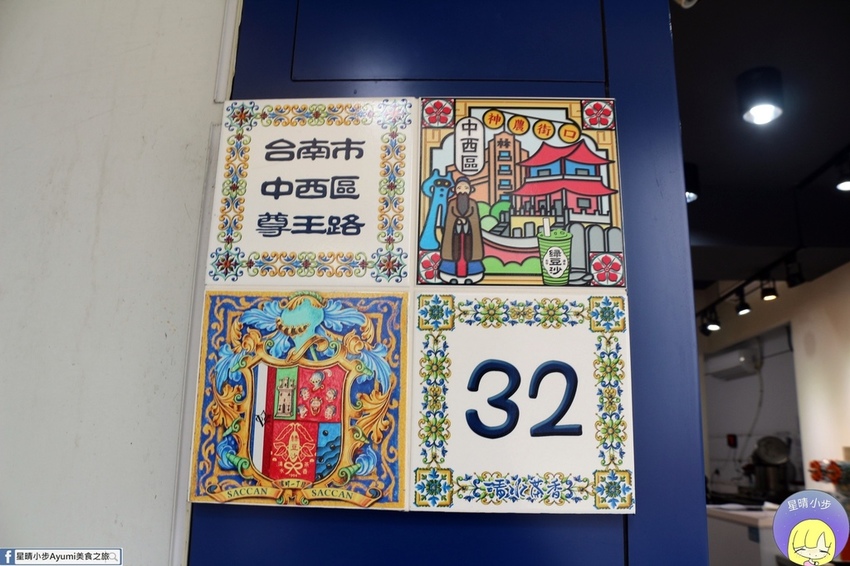 台南市
中西區
尊王路
中西區
神農街口
林
綠豆沙
SACCAN SACCAN
32
星晴小步
星晴小步Ayumi美食之旅